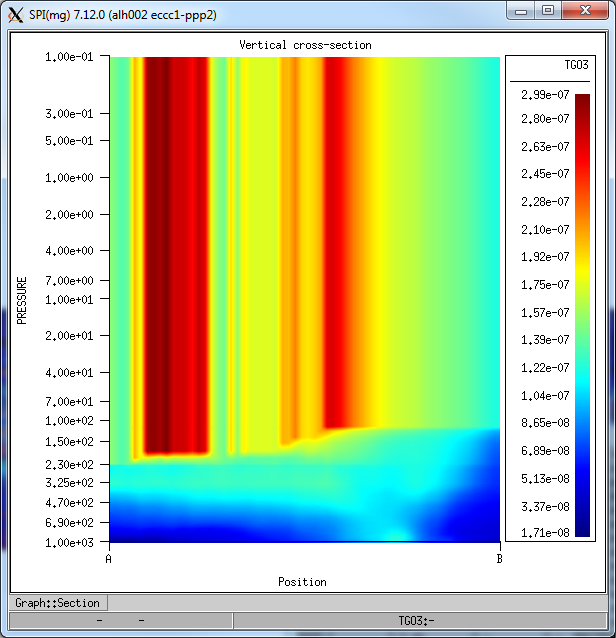 SPI(mg) 7.12.0 (alh002 eccc1-ppp2)
Vertical cross-section
TGO3
1.00e-01
3.00e-01
5.00e-01
1.00e+00
2.00e+00
4.00e+00
7.00e+00
1.00e+01
2.00e+01
4.00e+01
7.00e+01
1.00e+02
1.50e+02
2.30e+02
3.25e+02
4.70e+02
6.90e+02
1.00e+03
PRESSURE
2.99e-07
2.80e-07
2.63e-07
2.45e-07
2.28e-07
2.10e-07
1.92e-07
1.75e-07
1.57e-07
1.39e-07
1.22e-07
1.04e-07
8.65e-08
6.89e-08
5.13e-08
3.37e-08
1.71e-08
A B
Position
Graph::Section
- - TGO3:-